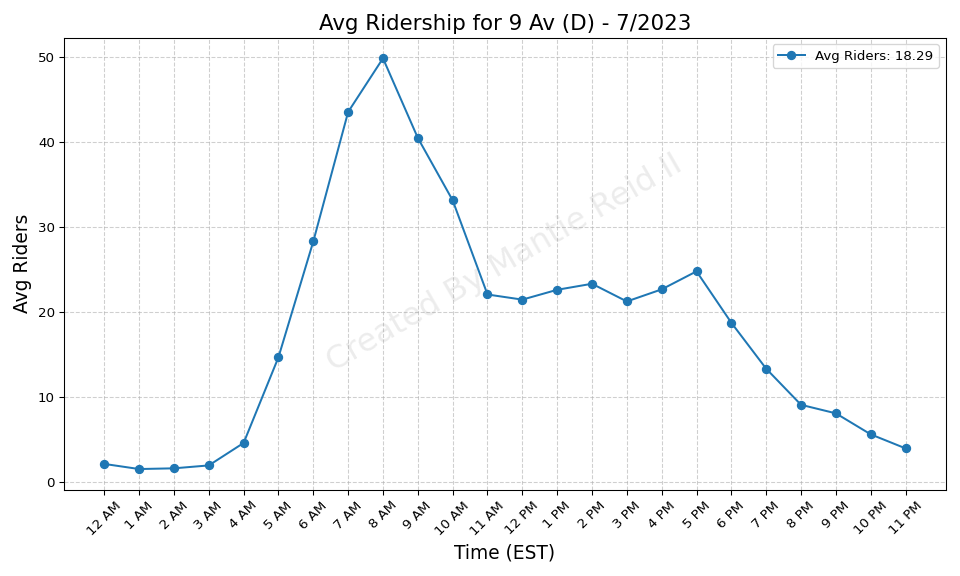 Avg Ridership for 9 Av (D) - 7/2023
Avg Riders: 18.29
Created By Mantie Reid II
Avg Riders
50
40
30
20
10
0
12 AM
1 AM
2 AM
3 AM
4 AM
5 AM
6 AM
7 AM
8 AM
9 AM
10 AM
11 AM
12 PM
1 PM
2 PM
3 PM
4 PM
5 PM
6 PM
7 PM
8 PM
9 PM
10 PM
11 PM
Time (EST)